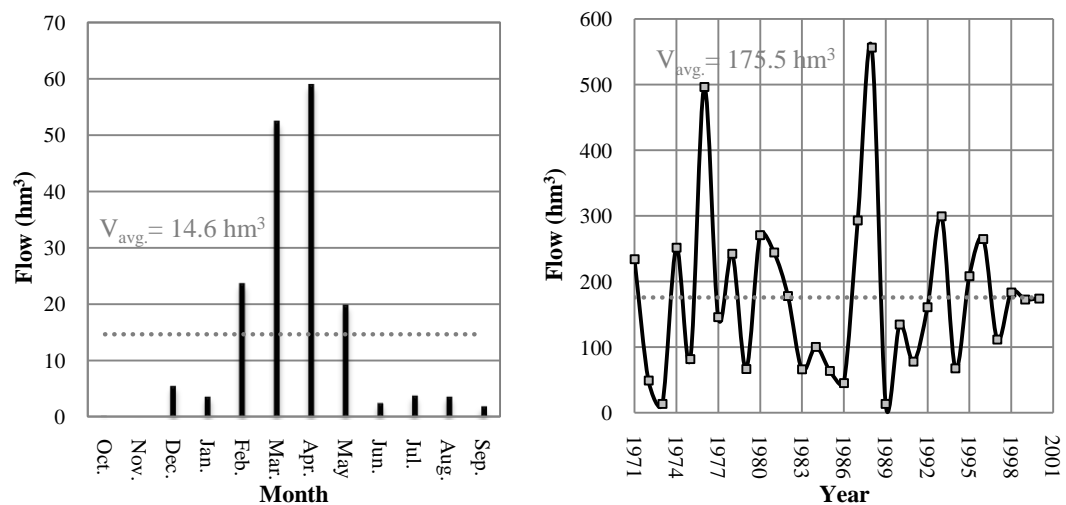 70
60
50
40
30
20
10
0
Flow (hm³)
Vavg.= 14.6 hm³
Oct.
Nov.
Dec.
Jan.
Feb.
Mar.
Apr.
May
Jun.
Jul.
Aug.
Sep.
Month
600
500
400
300
200
100
0
Flow (hm³)
Vavg.= 175.5 hm³
1971
1974
1977
1980
1983
1986
1989
1992
1995
1998
2001
Year